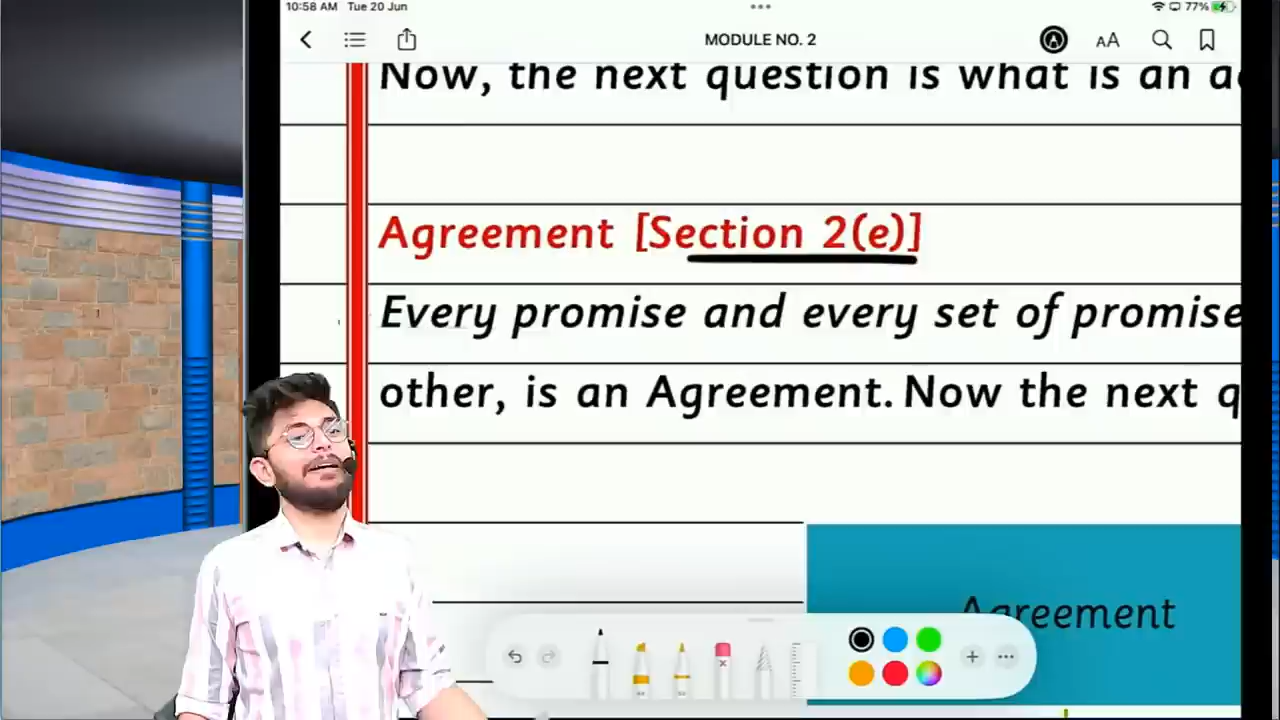 10:58 AM Tue 20 Jun
77%
MODULE NO. 2
AA
Now, the next question is what is an
Agreement [Section 2(e)]
Every promise and every set of promise
other, is an Agreement. Now the next q
Agreement